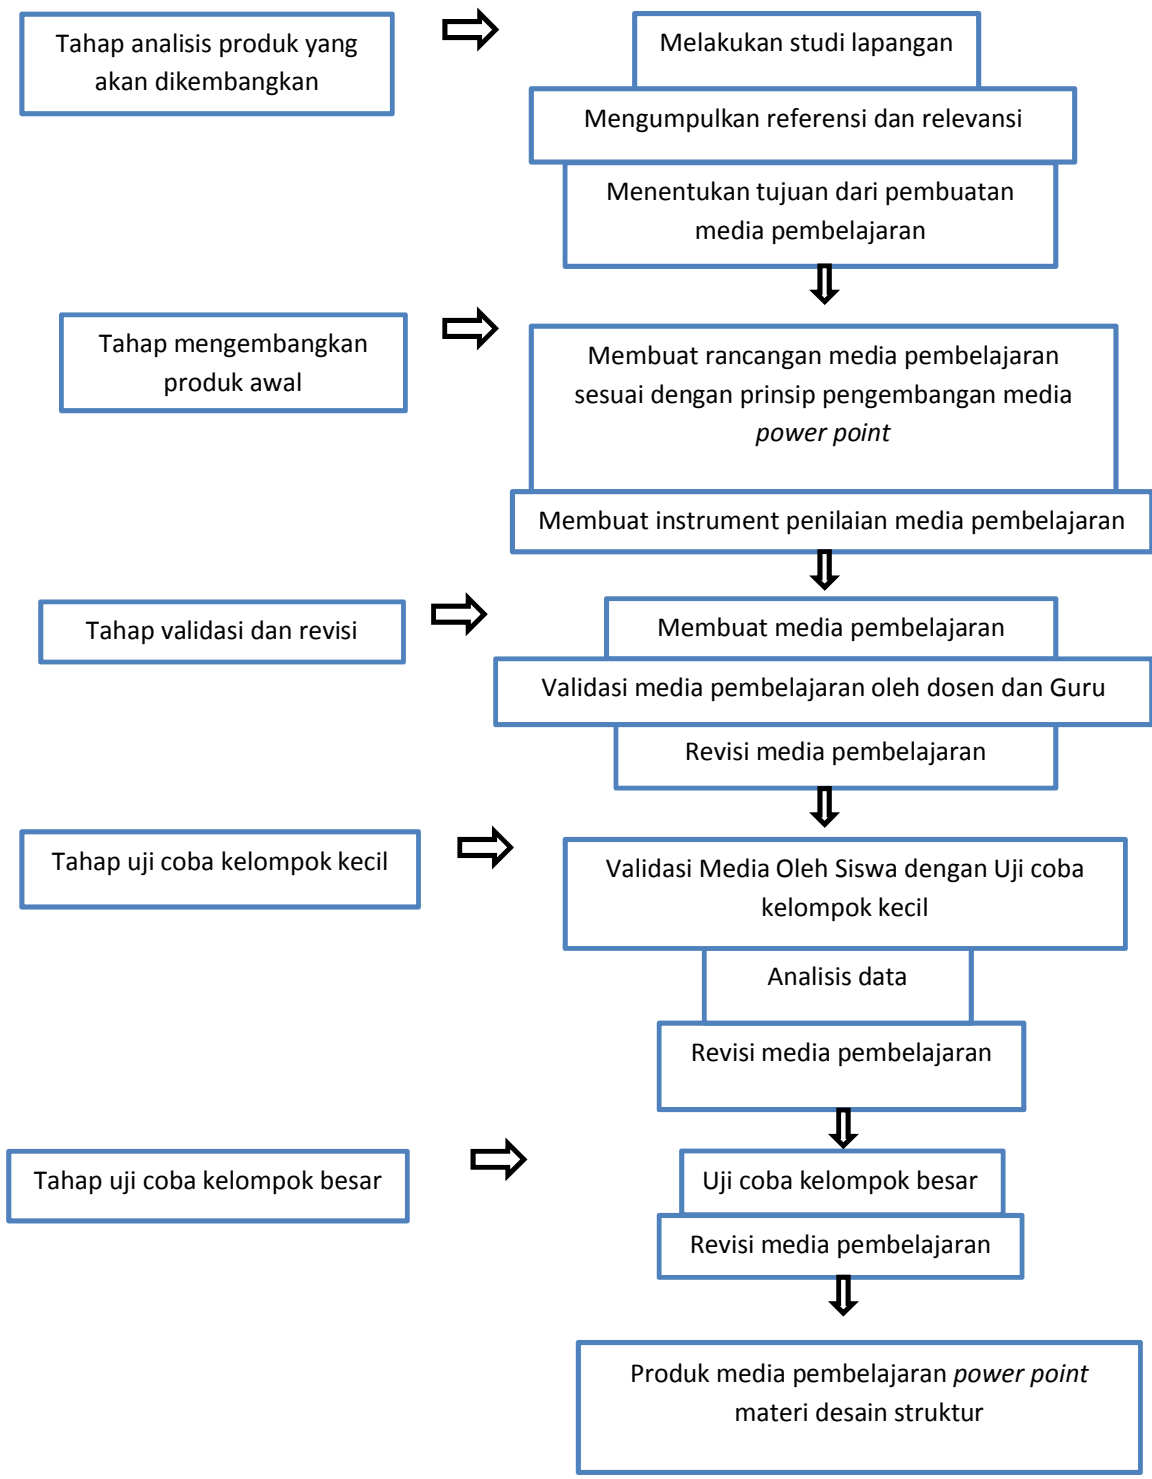 Tahap analisis produk yang
akan dikembangkan
Melakukan studi lapangan
Mengumpulkan referensi dan relevansi
Menentukan tujuan dari pembuatan
media pembelajaran
Tahap mengembangkan
produk awal
Membuat rancangan media pembelajaran
sesuai dengan prinsip pengembangan media
power point
Membuat instrument penilaian media pembelajaran
Tahap validasi dan revisi
Membuat media pembelajaran
Validasi media pembelajaran oleh dosen dan Guru
Revisi media pembelajaran
Tahap uji coba kelompok kecil
Validasi Media Oleh Siswa dengan Uji coba
kelompok kecil
Analisis data
Revisi media pembelajaran
Tahap uji coba kelompok besar
Uji coba kelompok besar
Revisi media pembelajaran
Produk media pembelajaran power point
materi desain struktur